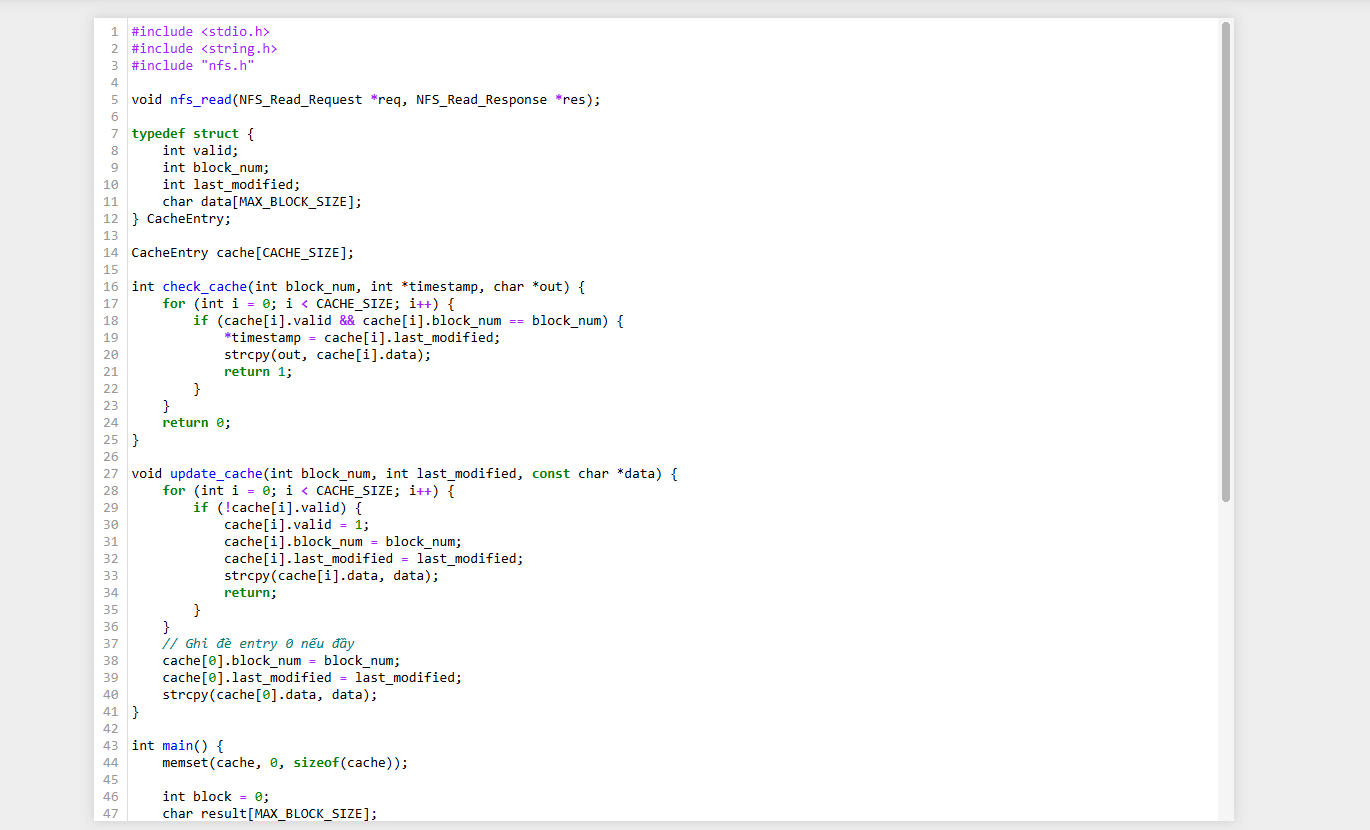 1 #include <stdio.h>
2 #include <string.h>
3 #include "nfs.h"
4
5 void nfs_read(NFS_Read_Request *req, NFS_Read_Response *res);
6
7 typedef struct {
8     int valid;
9     int block_num;
10     int last_modified;
11     char data[MAX_BLOCK_SIZE];
12 } CacheEntry;
13
14 CacheEntry cache[CACHE_SIZE];
15
16 int check_cache(int block_num, int *timestamp, char *out) {
17     for (int i = 0; i < CACHE_SIZE; i++) {
18         if (cache[i].valid && cache[i].block_num == block_num) {
19             *timestamp = cache[i].last_modified;
20             strcpy(out, cache[i].data);
21             return 1;
22         }
23     }
24     return 0;
25 }
26
27 void update_cache(int block_num, int last_modified, const char *data) {
28     for (int i = 0; i < CACHE_SIZE; i++) {
29         if (!cache[i].valid) {
30             cache[i].valid = 1;
31             cache[i].block_num = block_num;
32             cache[i].last_modified = last_modified;
33             strcpy(cache[i].data, data);
34             return;
35         }
36     }
37     // Ghi đè entry 0 nếu đầy
38     cache[0].block_num = block_num;
39     cache[0].last_modified = last_modified;
40     strcpy(cache[0].data, data);
41 }
42
43 int main() {
44     memset(cache, 0, sizeof(cache));
45
46     int block = 0;
47     char result[MAX_BLOCK_SIZE];